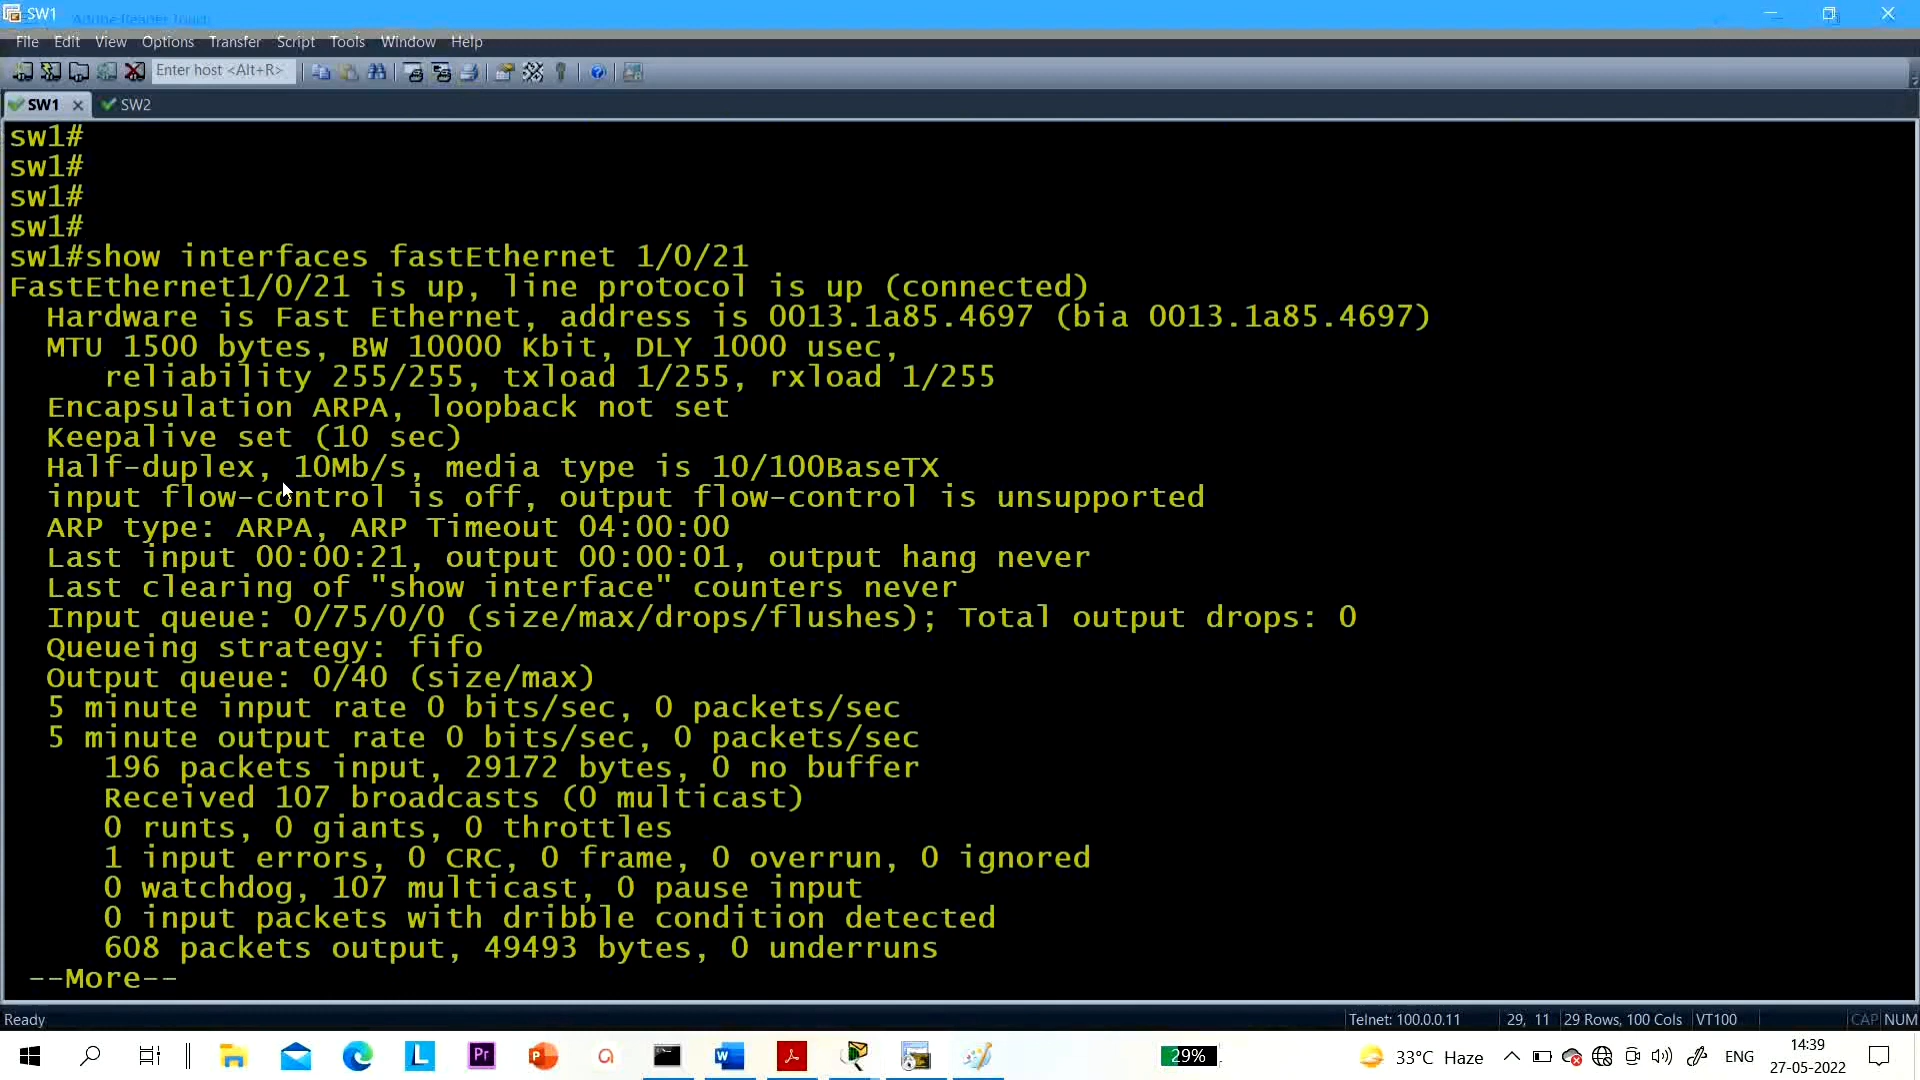 SW1
Adobe Reader Touch
File Edit View Options Transfer Script Tools Window Help
Enter host <Alt+R>
SW1 SW2
sw1#
sw1#
sw1#
sw1#
sw1#show interfaces fastEthernet 1/0/21
FastEthernet1/0/21 is up, line protocol is up (connected)
Hardware is Fast Ethernet, address is 0013.1a85.4697 (bia 0013.1a85.4697)
MTU 1500 bytes, BW 10000 Kbit, DLY 1000 usec,
reliability 255/255, txload 1/255, rxload 1/255
Encapsulation ARPA, loopback not set
Keepalive set (10 sec)
Half-duplex, 10Mb/s, media type is 10/100BaseTX
input flow-control is off, output flow-control is unsupported
ARP type: ARPA, ARP Timeout 04:00:00
Last input 00:00:21, output 00:00:01, output hang never
Last clearing of "show interface" counters never
Input queue: 0/75/0/0 (size/max/drops/flushes); Total output drops: 0
Queueing strategy: fifo
Output queue: 0/40 (size/max)
5 minute input rate 0 bits/sec, 0 packets/sec
5 minute output rate 0 bits/sec, 0 packets/sec
196 packets input, 29172 bytes, 0 no buffer
Received 107 broadcasts (0 multicast)
0 runts, 0 giants, 0 throttles
1 input errors, 0 CRC, 0 frame, 0 overrun, 0 ignored
0 watchdog, 107 multicast, 0 pause input
0 input packets with dribble condition detected
608 packets output, 49493 bytes, 0 underruns
--More--
Ready Telnet: 100.0.0.11 29, 11 29 Rows, 100 Cols VT100 CAP NUM
L Pr P W 29% 33°C Haze ENG 14:39
27-05-2022